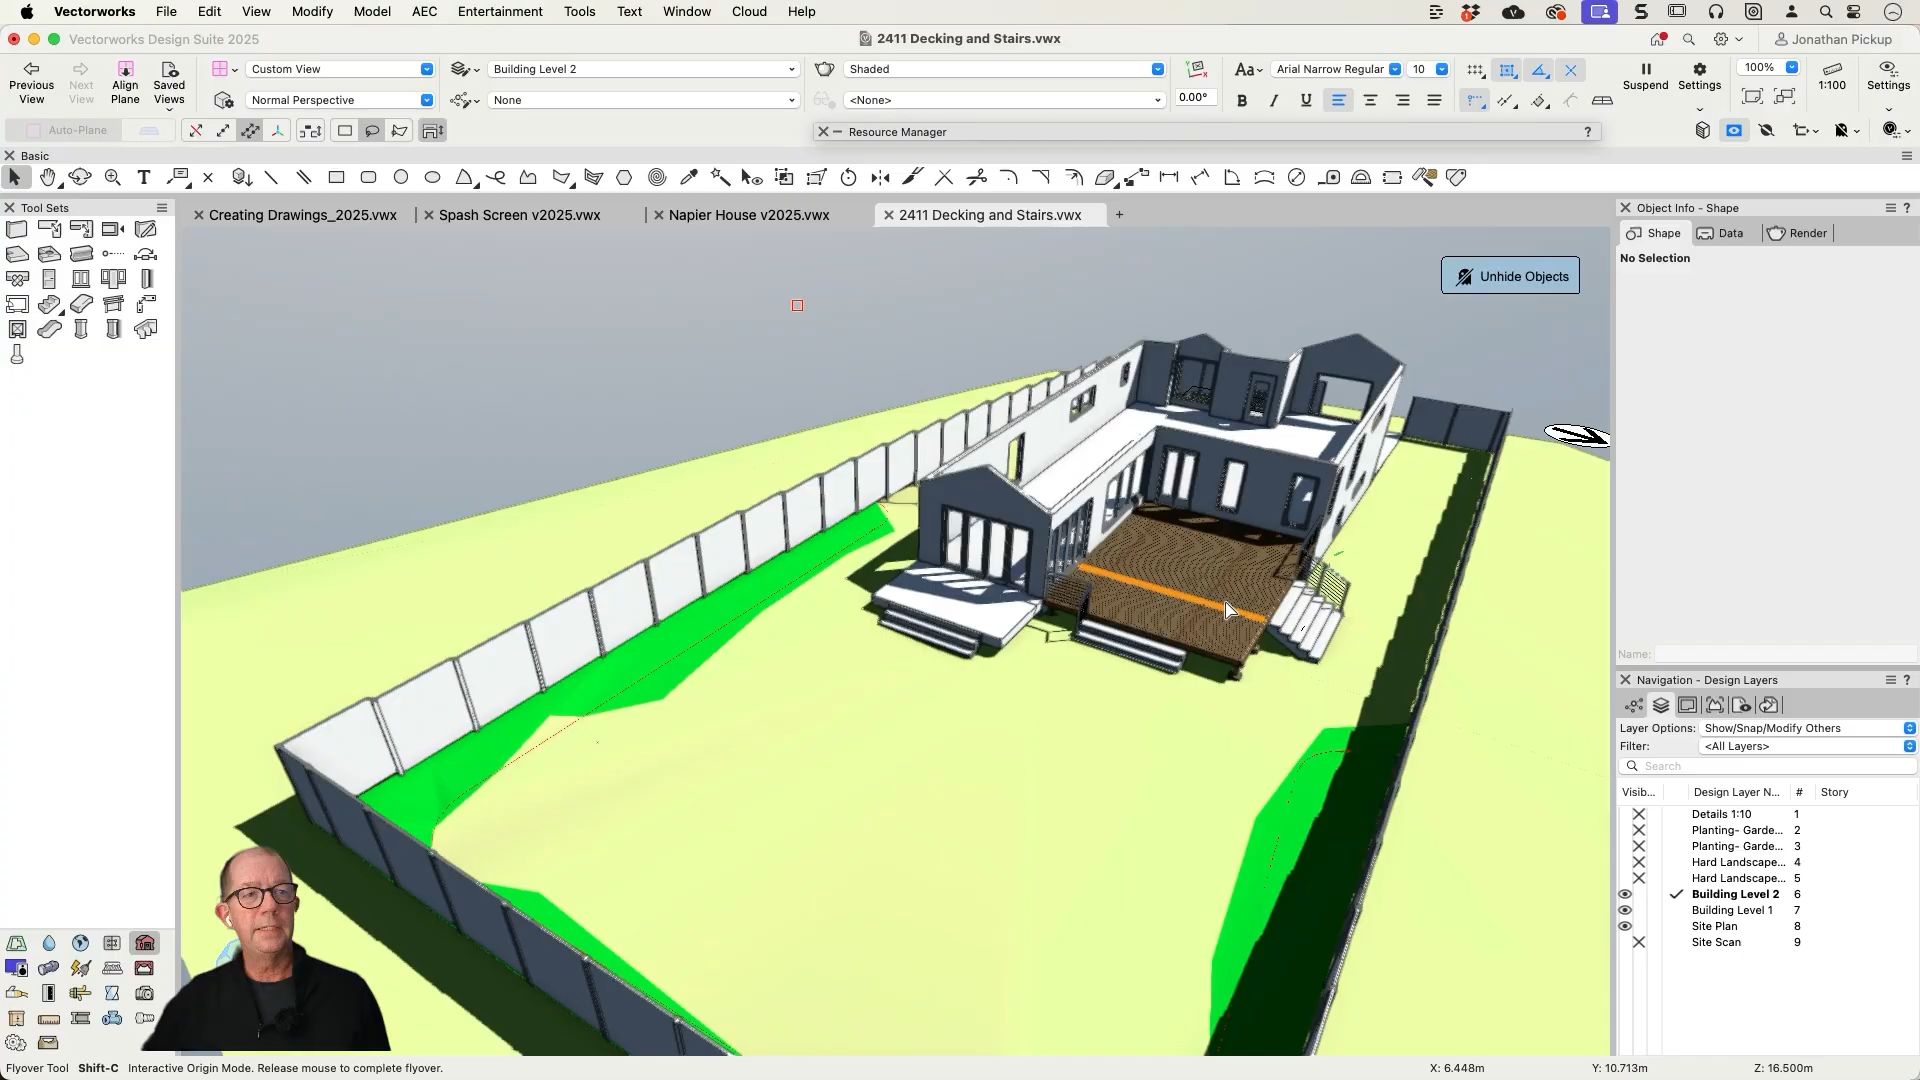 Vectorworks File Edit View Modify Model AEC Entertainment Tools Text Window Cloud Help
Vectorworks Design Suite 2025
2411 Decking and Stairs.vwx
Jonathan Pickup
Previous View
Next View
Align Plane
Saved Views
Custom View
Normal Perspective
Building Level 2
None
Shaded
<None>
0.00°
Aa
Arial Narrow Regular
10
B I U
Suspend
Settings
100%
1:100
Settings
Auto-Plane
Resource Manager
?
Basic
Tool Sets
Creating Drawings_2025.vwx
Spash Screen v2025.vwx
Napier House v2025.vwx
2411 Decking and Stairs.vwx
+
Unhide Objects
Object Info - Shape
?
Shape
Data
Render
No Selection
Name:
Navigation - Design Layers
?
Layer Options: Show/Snap/Modify Others
Filter: <All Layers>
Search
Visib... Design Layer N... # Story
Details 1:10 1
Planting- Garde... 2
Planting- Garde... 3
Hard Landscape... 4
Hard Landscape... 5
Building Level 2 6
Building Level 1 7
Site Plan 8
Site Scan 9
Flyover Tool Shift-C Interactive Origin Mode. Release mouse to complete flyover.
X: 6.448m Y: 10.713m Z: 16.500m